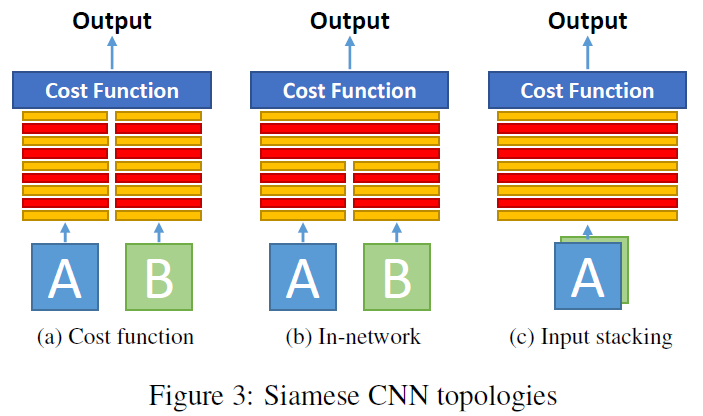 Output Output Output
Cost Function Cost Function Cost Function
A B A B A
(a) Cost function (b) In-network (c) Input stacking
Figure 3: Siamese CNN topologies